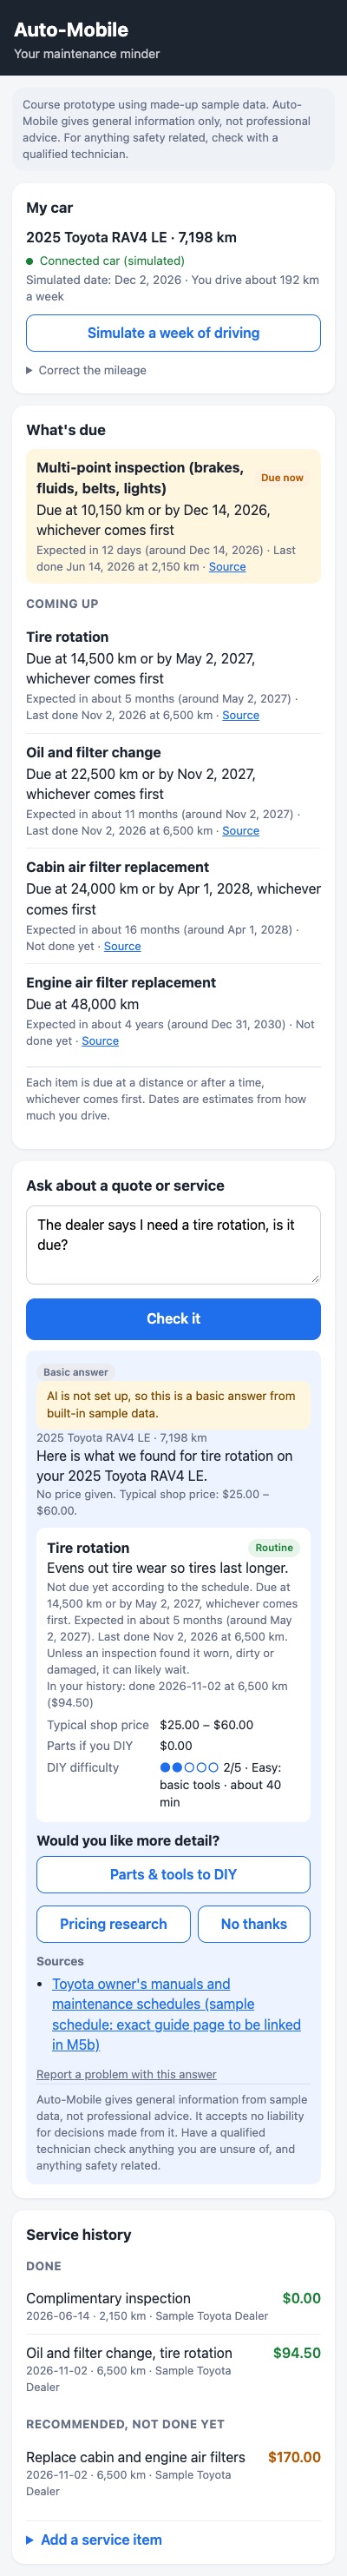 Auto-Mobile
Your maintenance minder
Course prototype using made-up sample data. Auto-
Mobile gives general information only, not professional
advice. For anything safety related, check with a
qualified technician.
My car
2025 Toyota RAV4 LE · 7,198 km
Connected car (simulated)
Simulated date: Dec 2, 2026 · You drive about 192 km
a week
Simulate a week of driving
Correct the mileage
What's due
Multi-point inspection (brakes,
fluids, belts, lights)
Due now
Due at 10,150 km or by Dec 14, 2026,
whichever comes first
Expected in 12 days (around Dec 14, 2026) · Last
done Jun 14, 2026 at 2,150 km · Source
COMING UP
Tire rotation
Due at 14,500 km or by May 2, 2027,
whichever comes first
Expected in about 5 months (around May 2, 2027) ·
Last done Nov 2, 2026 at 6,500 km · Source
Oil and filter change
Due at 22,500 km or by Nov 2, 2027,
whichever comes first
Expected in about 11 months (around Nov 2, 2027) ·
Last done Nov 2, 2026 at 6,500 km · Source
Cabin air filter replacement
Due at 24,000 km or by Apr 1, 2028, whichever
comes first
Expected in about 16 months (around Apr 1, 2028) ·
Not done yet · Source
Engine air filter replacement
Due at 48,000 km
Expected in about 4 years (around Dec 31, 2030) · Not
done yet · Source
Each item is due at a distance or after a time,
whichever comes first. Dates are estimates from how
much you drive.
Ask about a quote or service
The dealer says I need a tire rotation, is it
due?
Check it
Basic answer
AI is not set up, so this is a basic answer from
built-in sample data.
2025 Toyota RAV4 LE · 7,198 km
Here is what we found for tire rotation on
your 2025 Toyota RAV4 LE.
No price given. Typical shop price: $25.00 –
$60.00.
Tire rotation
Routine
Evens out tire wear so tires last longer.
Not due yet according to the schedule. Due at
14,500 km or by May 2, 2027, whichever comes
first. Expected in about 5 months (around May
2, 2027). Last done Nov 2, 2026 at 6,500 km.
Unless an inspection found it worn, dirty or
damaged, it can likely wait.
In your history: done 2026-11-02 at 6,500 km
($94.50)
Typical shop price $25.00 – $60.00
Parts if you DIY $0.00
DIY difficulty 2/5 · Easy:
basic tools · about 40
min
Would you like more detail?
Parts & tools to DIY
Pricing research No thanks
Sources
• Toyota owner's manuals and
maintenance schedules (sample
schedule: exact guide page to be linked
in M5b)
Report a problem with this answer
Auto-Mobile gives general information from sample
data, not professional advice. It accepts no liability
for decisions made from it. Have a qualified
technician check anything you are unsure of, and
anything safety related.
Service history
DONE
Complimentary inspection $0.00
2026-06-14 · 2,150 km · Sample Toyota Dealer
Oil and filter change, tire rotation $94.50
2026-11-02 · 6,500 km · Sample Toyota
Dealer
RECOMMENDED, NOT DONE YET
Replace cabin and engine air filters $170.00
2026-11-02 · 6,500 km · Sample Toyota
Dealer
Add a service item